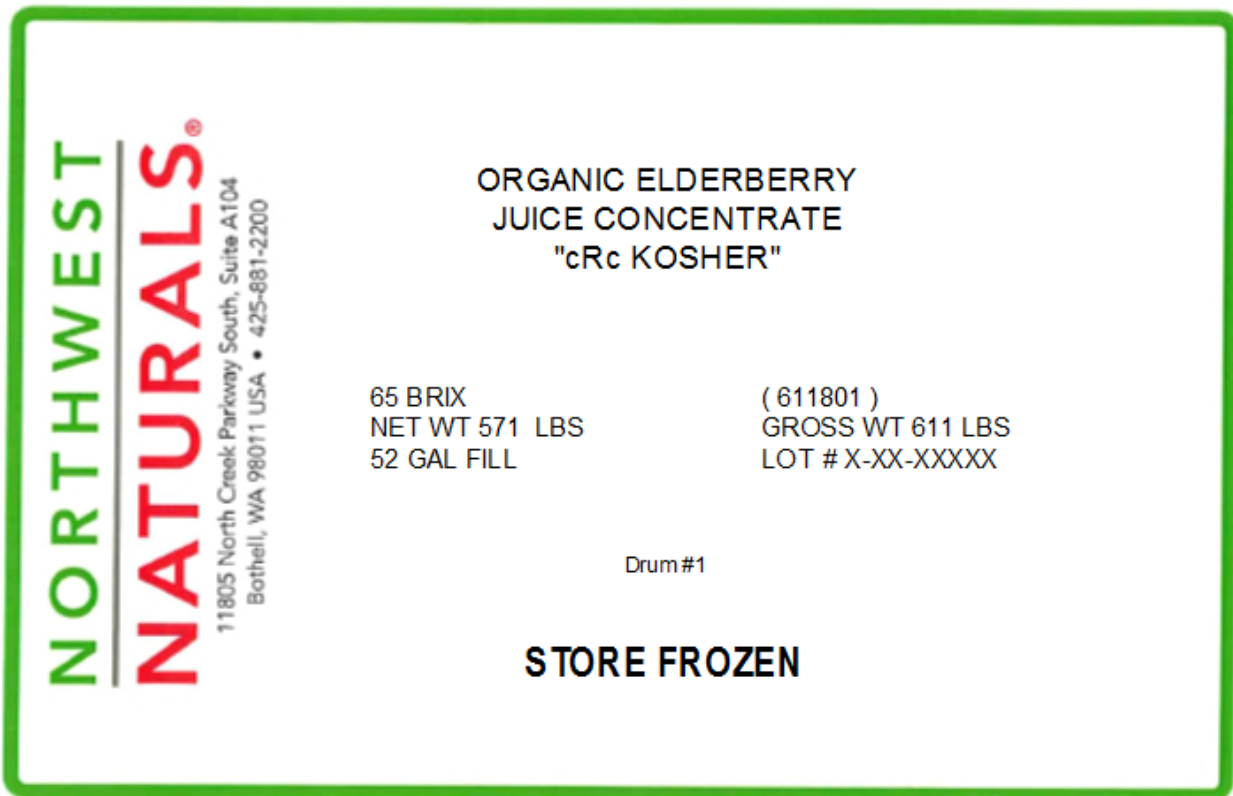 NORTHWEST
NATURALS®
11805 North Creek Parkway South, Suite A104
Bothell, WA 98011 USA • 425-881-2200
ORGANIC ELDERBERRY
JUICE CONCENTRATE
"cRc KOSHER"
65 BRIX
NET WT 571 LBS
52 GAL FILL
( 611801 )
GROSS WT 611 LBS
LOT # X-XX-XXXXX
Drum #1
STORE FROZEN